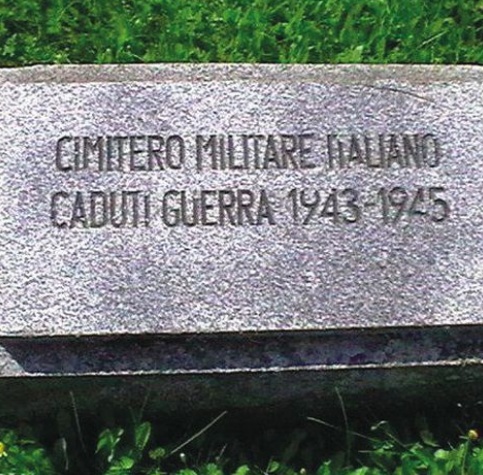 CIMITERO MILITARE ITALIANO
CADUTI GUERRA 1943-1945